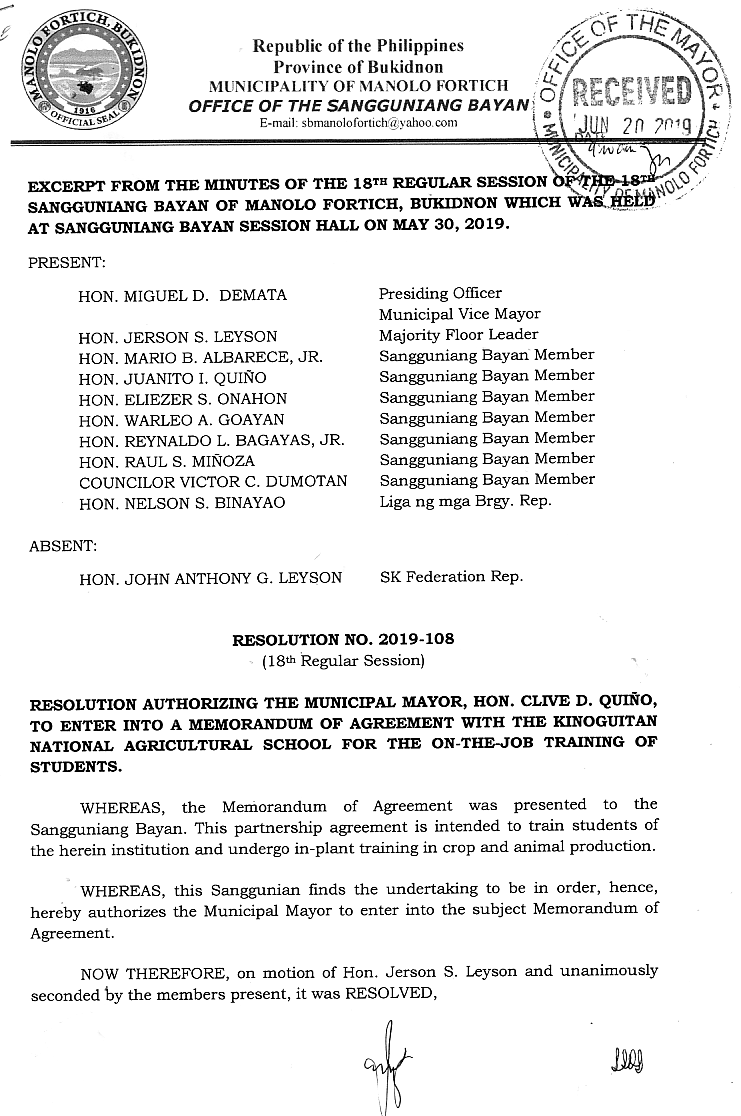 MANOLO FORTICH, BUKIDNON
1916
OFFICIAL SEAL
Republic of the Philippines
Province of Bukidnon
MUNICIPALITY OF MANOLO FORTICH
OFFICE OF THE SANGGUNIANG BAYAN
E-mail: sbmanolofortich@yahoo.com
OFFICE OF THE MAYOR
RECEIVED
JUN 20 2019
DATE
MUNICIPALITY OF MANOLO FORTICH
EXCERPT FROM THE MINUTES OF THE 18TH REGULAR SESSION OF THE 18TH
SANGGUNIANG BAYAN OF MANOLO FORTICH, BUKIDNON WHICH WAS HELD
AT SANGGUNIANG BAYAN SESSION HALL ON MAY 30, 2019.
PRESENT:
HON. MIGUEL D. DEMATA Presiding Officer
Municipal Vice Mayor
HON. JERSON S. LEYSON Majority Floor Leader
HON. MARIO B. ALBARECE, JR. Sangguniang Bayan Member
HON. JUANITO I. QUIÑO Sangguniang Bayan Member
HON. ELIEZER S. ONAHON Sangguniang Bayan Member
HON. WARLEO A. GOAYAN Sangguniang Bayan Member
HON. REYNALDO L. BAGAYAS, JR. Sangguniang Bayan Member
HON. RAUL S. MIÑOZA Sangguniang Bayan Member
COUNCILOR VICTOR C. DUMOTAN Sangguniang Bayan Member
HON. NELSON S. BINAYAO Liga ng mga Brgy. Rep.
ABSENT:
HON. JOHN ANTHONY G. LEYSON SK Federation Rep.
RESOLUTION NO. 2019-108
(18th Regular Session)
RESOLUTION AUTHORIZING THE MUNICIPAL MAYOR, HON. CLIVE D. QUIÑO,
TO ENTER INTO A MEMORANDUM OF AGREEMENT WITH THE KINOGUITAN
NATIONAL AGRICULTURAL SCHOOL FOR THE ON-THE-JOB TRAINING OF
STUDENTS.
WHEREAS, the Memorandum of Agreement was presented to the
Sangguniang Bayan. This partnership agreement is intended to train students of
the herein institution and undergo in-plant training in crop and animal production.
WHEREAS, this Sanggunian finds the undertaking to be in order, hence,
hereby authorizes the Municipal Mayor to enter into the subject Memorandum of
Agreement.
NOW THEREFORE, on motion of Hon. Jerson S. Leyson and unanimously
seconded by the members present, it was RESOLVED,